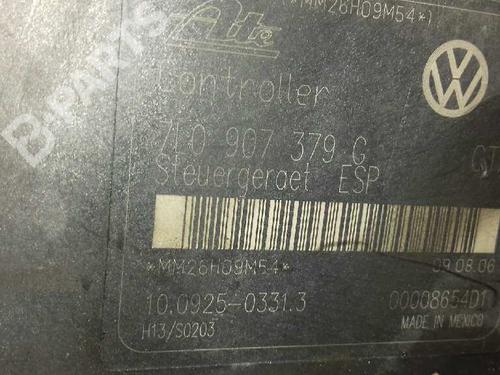 *MM26H09M54*
Ate
Controller
7L0 907 379 G
Steuergeraet ESP
*MM26H09M54*
09.08.06
10.0925-0331.3
00008654D1
H13/S0203
MADE IN MEXICO
B-PARTS